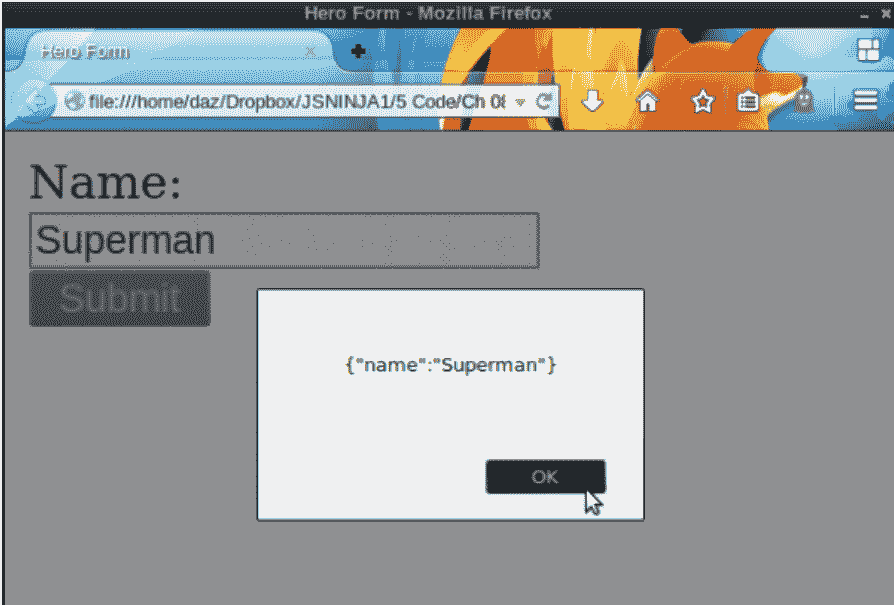 Hero Form - Mozilla Firefox
Hero Form
file:///home/daz/Dropbox/JSNINJA1/5 Code/Ch 08
Name:
Superman
Submit
{"name":"Superman"}
OK